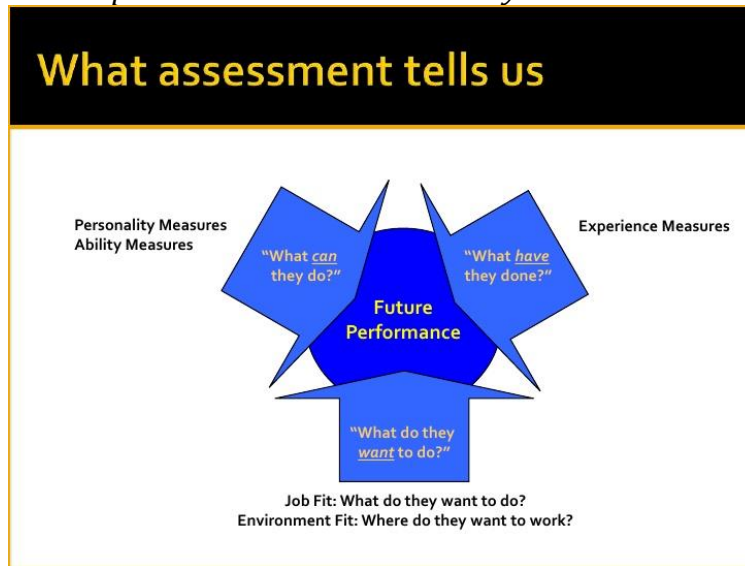 What assessment tells us
Personality Measures
Ability Measures
"What can
they do?"
"What have
they done?"
Experience Measures
Future
Performance
"What do they
want to do?"
Job Fit: What do they want to do?
Environment Fit: Where do they want to work?